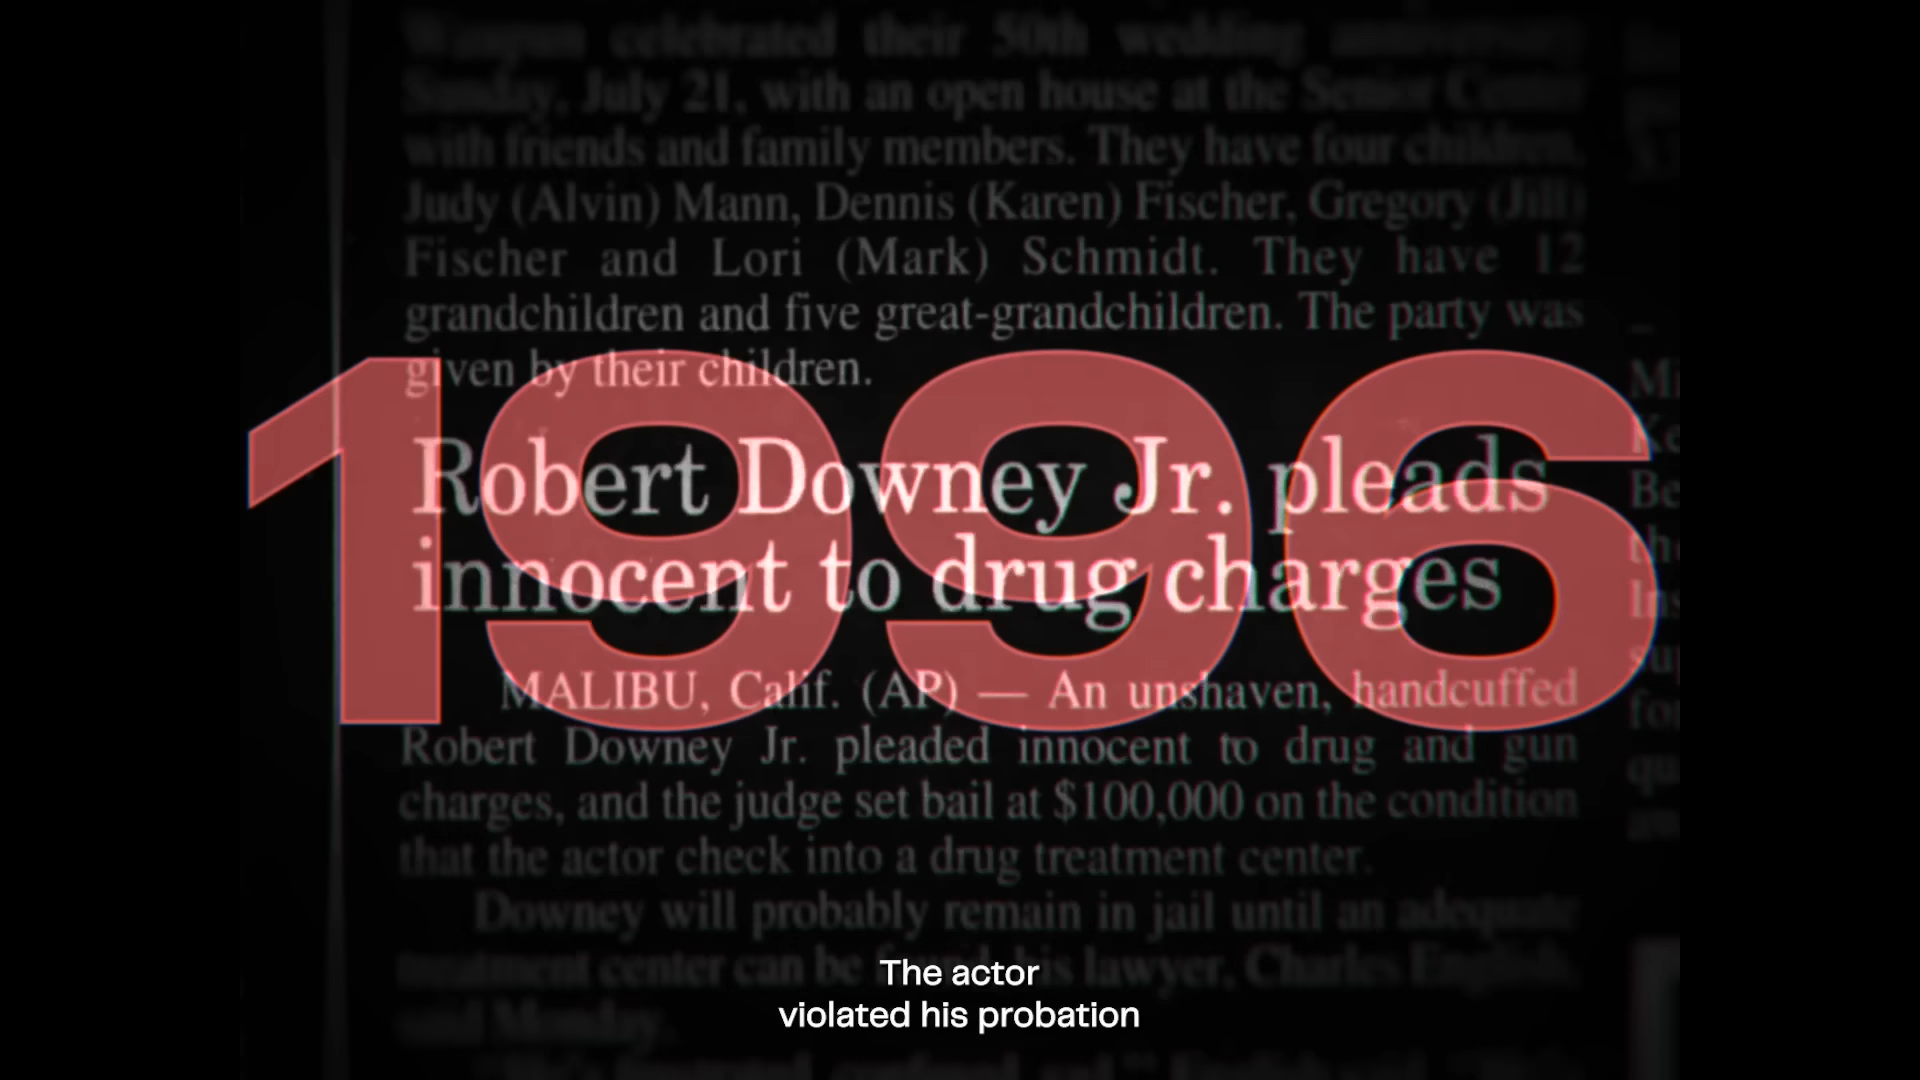 celebrated their 50th wedding anniversary
Sunday, July 21, with an open house at the Senior Center
with friends and family members. They have four children,
Judy (Alvin) Mann, Dennis (Karen) Fischer, Gregory (Jill)
Fischer and Lori (Mark) Schmidt. They have 12
grandchildren and five great-grandchildren. The party was
given by their children.
1996
Robert Downey Jr. pleads
innocent to drug charges
MALIBU, Calif. (AP) — An unshaven, handcuffed
Robert Downey Jr. pleaded innocent to drug and gun
charges, and the judge set bail at $100,000 on the condition
that the actor check into a drug treatment center.
Downey will probably remain in jail until an adequate
treatment center can be his lawyer, Charles English,
said Monday.
The actor
violated his probation